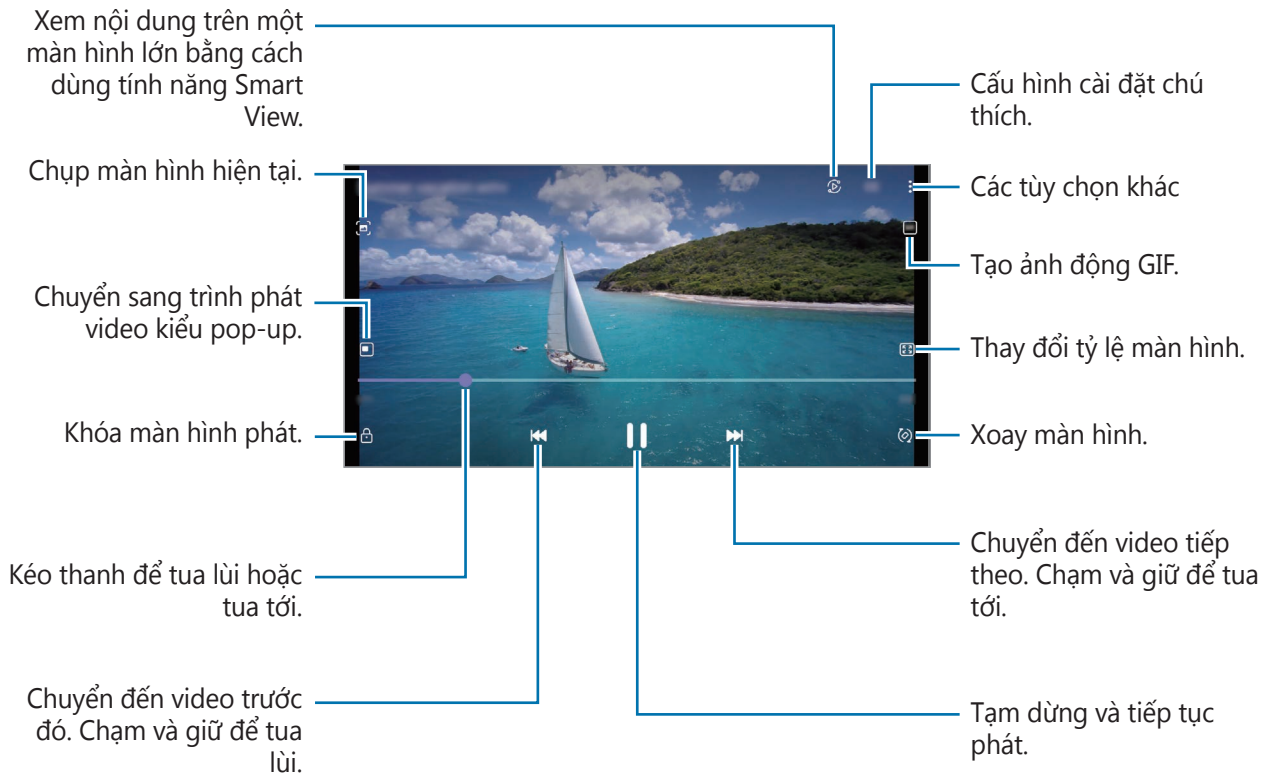 Xem nội dung trên một
màn hình lớn bằng cách
dùng tính năng Smart
View.
Chụp màn hình hiện tại.
Chuyển sang trình phát
video kiểu pop-up.
Khóa màn hình phát.
Kéo thanh để tua lùi hoặc
tua tới.
Chuyển đến video trước
đó. Chạm và giữ để tua
lùi.
Cấu hình cài đặt chú
thích.
Các tùy chọn khác
Tạo ảnh động GIF.
Thay đổi tỷ lệ màn hình.
Xoay màn hình.
Chuyển đến video tiếp
theo. Chạm và giữ để tua
tới.
Tạm dừng và tiếp tục
phát.